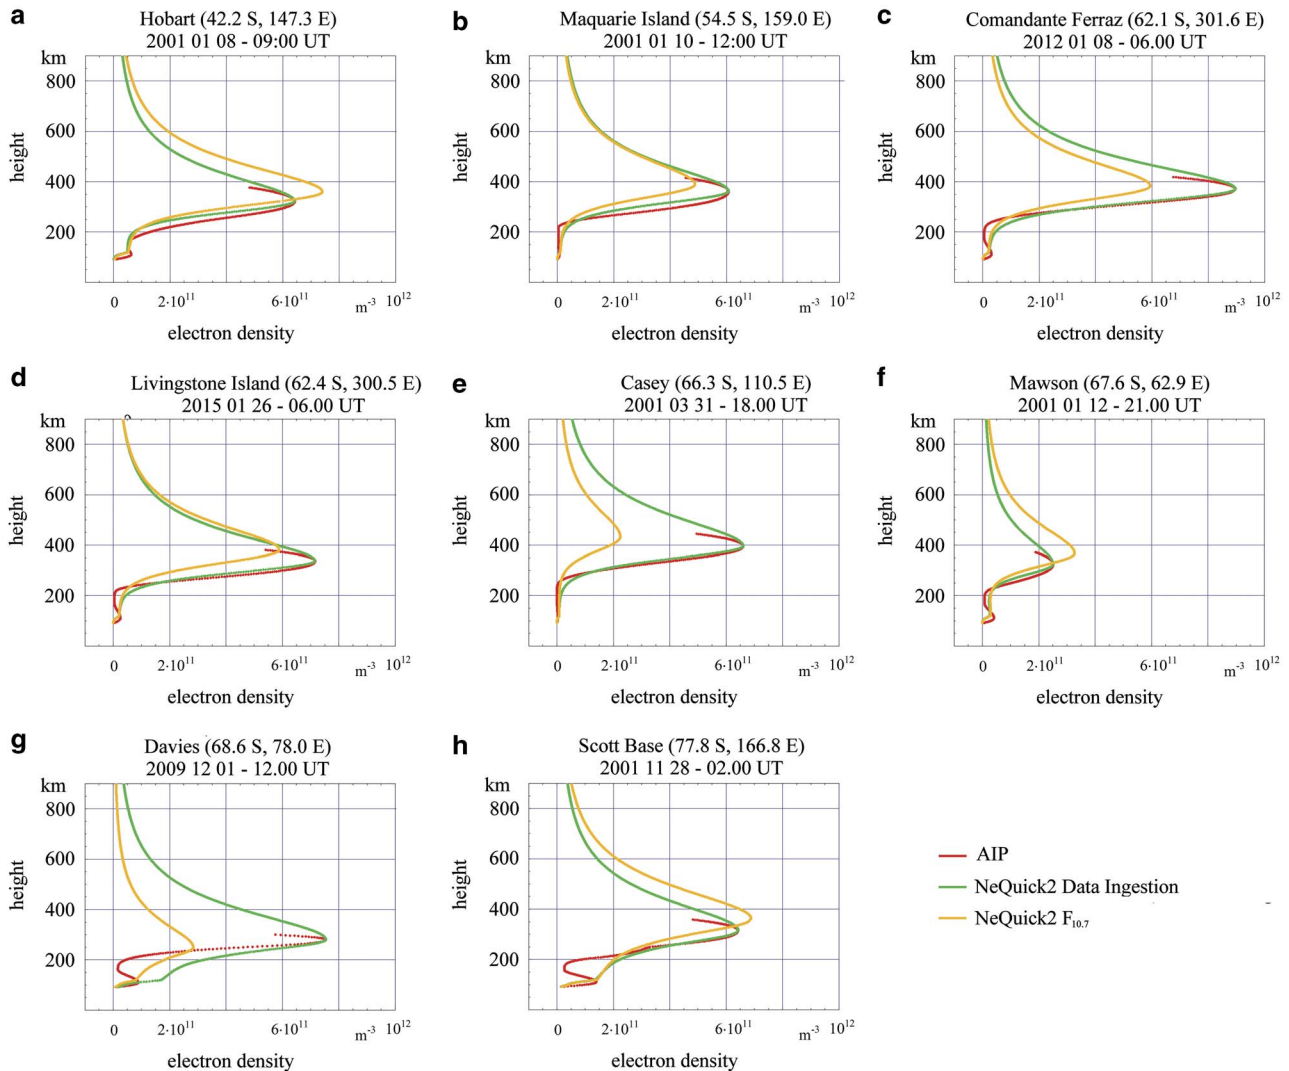 a
Hobart (42.2 S, 147.3 E)
2001 01 08 - 09:00 UT
km
800
600
400
200
height
0
2·10¹¹
6·10¹¹
m⁻³
10¹²
electron density
b
Maquarie Island (54.5 S, 159.0 E)
2001 01 10 - 12:00 UT
km
800
600
400
200
height
0
2·10¹¹
6·10¹¹
m⁻³
10¹²
electron density
c
Comandante Ferraz (62.1 S, 301.6 E)
2012 01 08 - 06.00 UT
km
800
600
400
200
height
0
2·10¹¹
6·10¹¹
m⁻³
10¹²
electron density
d
Livingstone Island (62.4 S, 300.5 E)
2015 01 26 - 06.00 UT
km
800
600
400
200
height
0
2·10¹¹
6·10¹¹
m⁻³
10¹²
electron density
e
Casey (66.3 S, 110.5 E)
2001 03 31 - 18.00 UT
km
800
600
400
200
height
0
2·10¹¹
6·10¹¹
m⁻³
10¹²
electron density
f
Mawson (67.6 S, 62.9 E)
2001 01 12 - 21.00 UT
km
800
600
400
200
height
0
2·10¹¹
6·10¹¹
m⁻³
10¹²
electron density
g
Davies (68.6 S, 78.0 E)
2009 12 01 - 12.00 UT
km
800
600
400
200
height
0
2·10¹¹
6·10¹¹
m⁻³
10¹²
electron density
h
Scott Base (77.8 S, 166.8 E)
2001 11 28 - 02.00 UT
km
800
600
400
200
height
0
2·10¹¹
6·10¹¹
m⁻³
10¹²
electron density
AIP
NeQuick2 Data Ingestion
NeQuick2 F₁₀.₇